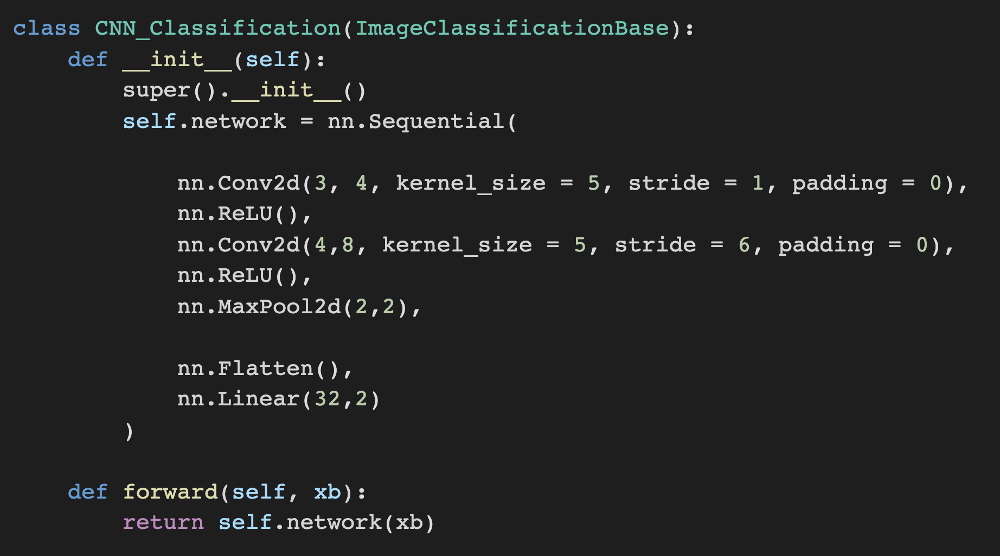 class CNN_Classification(ImageClassificationBase):
    def __init__(self):
        super().__init__()
        self.network = nn.Sequential(

            nn.Conv2d(3, 4, kernel_size = 5, stride = 1, padding = 0),
            nn.ReLU(),
            nn.Conv2d(4,8, kernel_size = 5, stride = 6, padding = 0),
            nn.ReLU(),
            nn.MaxPool2d(2,2),

            nn.Flatten(),
            nn.Linear(32,2)
        )

    def forward(self, xb):
        return self.network(xb)